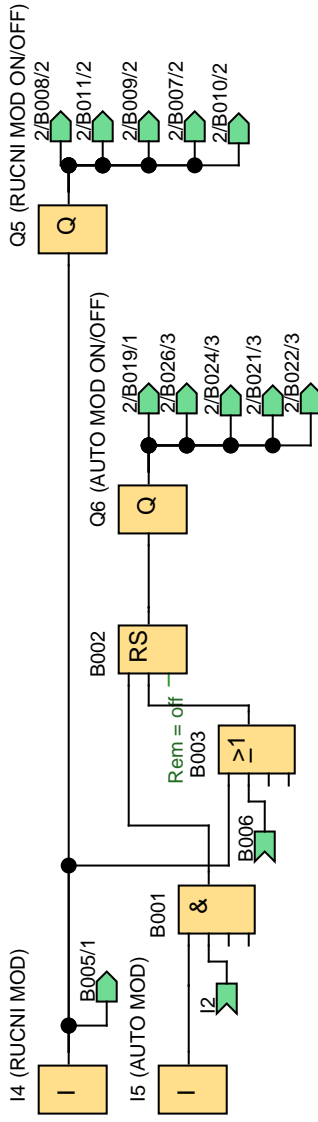 I4 (RUCNI MOD)
I
B005/1
I5 (AUTO MOD)
I
I2
B001
&
B006
B003
≥1
B002
RS
Rem = off
Q6 (AUTO MOD ON/OFF)
Q
2/B019/1
2/B026/3
2/B024/3
2/B021/3
2/B022/3
Q5 (RUCNI MOD ON/OFF)
Q
2/B008/2
2/B011/2
2/B009/2
2/B007/2
2/B010/2